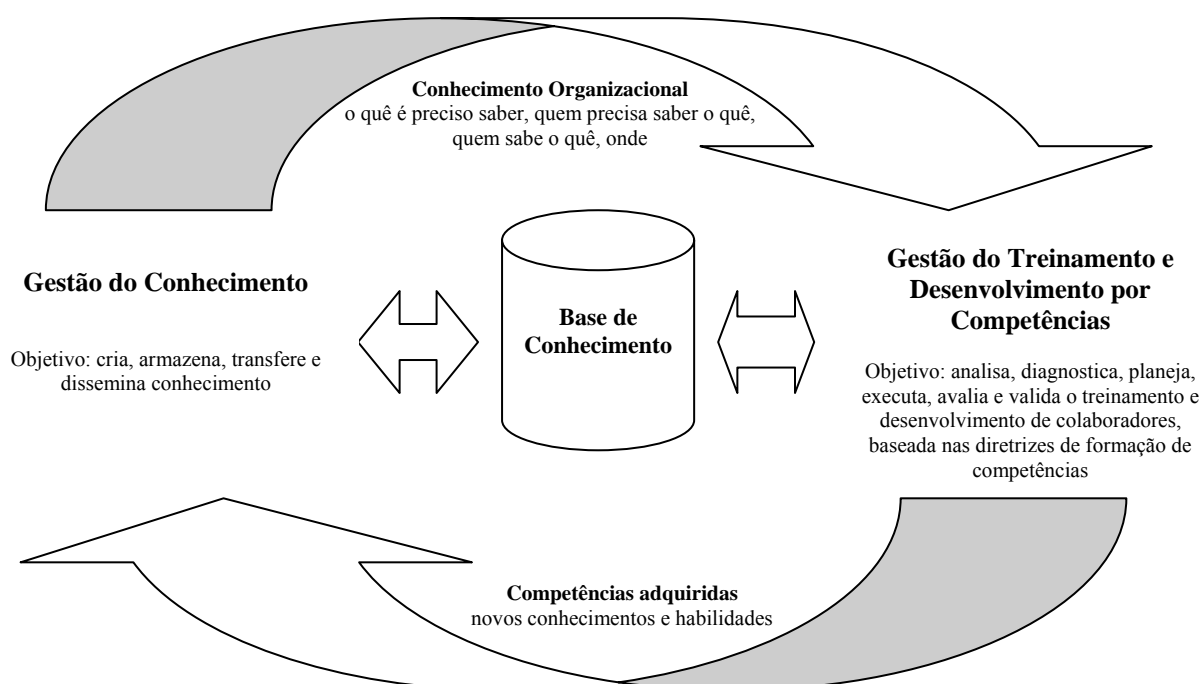 Conhecimento Organizacional
o quê é preciso saber, quem precisa saber o quê,
quem sabe o quê, onde
Gestão do Conhecimento
Objetivo: cria, armazena, transfere e
dissemina conhecimento
Base de
Conhecimento
Gestão do Treinamento e
Desenvolvimento por
Competências
Objetivo: analisa, diagnostica, planeja,
executa, avalia e valida o treinamento e
desenvolvimento de colaboradores,
baseada nas diretrizes de formação de
competências
Competências adquiridas
novos conhecimentos e habilidades